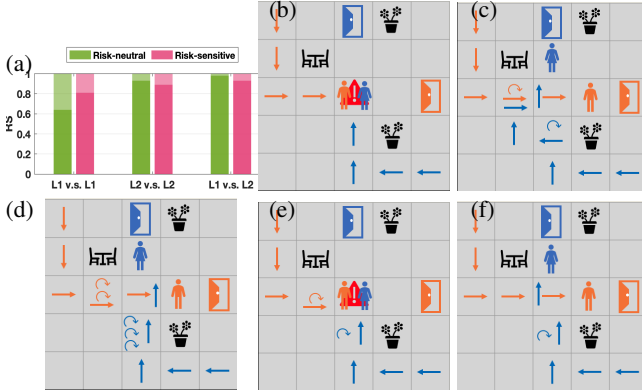 (a)
Risk-neutral Risk-sensitive
RS
1
0.8
0.6
0.4
0.2
0
L1 v.s. L1 L2 v.s. L2 L1 v.s. L2
(b)
(c)
(d)
(e)
(f)